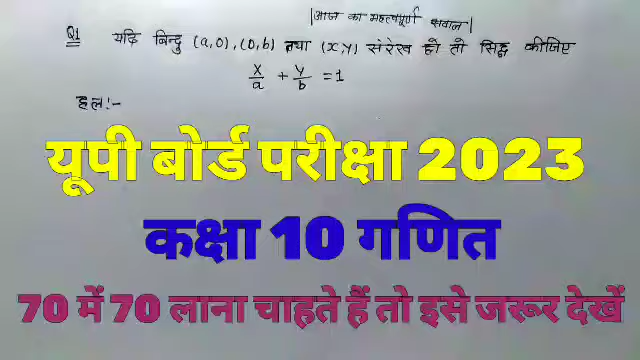 |आज का महत्वपूर्ण सवाल|
Q1 यदि बिन्दु (a,0),(0,b) तथा (x,y) संरेख हो तो सिद्ध कीजिए
x/a + y/b = 1
हल:-
यूपी बोर्ड परीक्षा 2023
कक्षा 10 गणित
70 में 70 लाना चाहते हैं तो इसे जरूर देखें